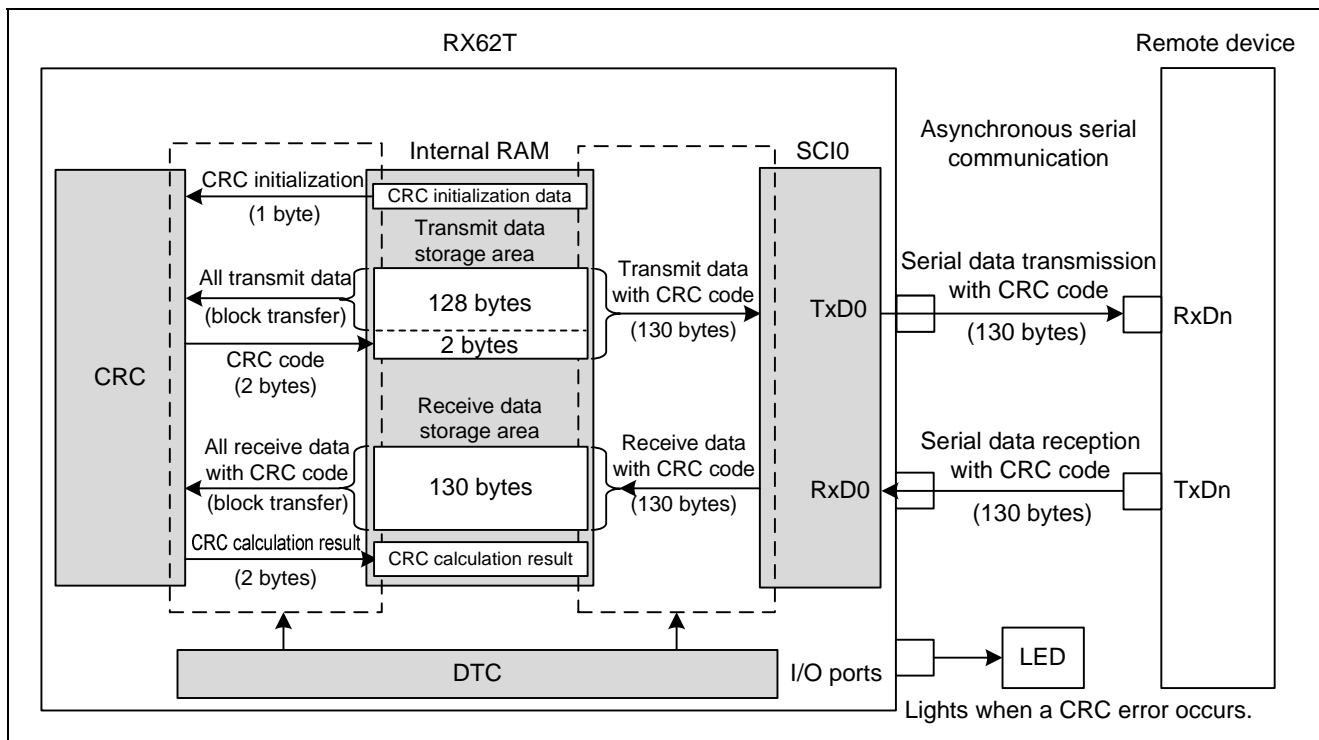 RX62T
Remote device
Asynchronous serial
communication
Internal RAM
SCI0
CRC initialization
(1 byte)
CRC initialization data
Transmit data
storage area
All transmit data
(block transfer)
128 bytes
2 bytes
Transmit data
with CRC code
(130 bytes)
TxD0
Serial data transmission
with CRC code
(130 bytes)
RxDn
CRC code
(2 bytes)
CRC
Receive data
storage area
All receive data
with CRC code
(block transfer)
130 bytes
Receive data
with CRC code
(130 bytes)
RxD0
Serial data reception
with CRC code
(130 bytes)
TxDn
CRC calculation result
(2 bytes)
CRC calculation result
DTC
I/O ports
LED
Lights when a CRC error occurs.